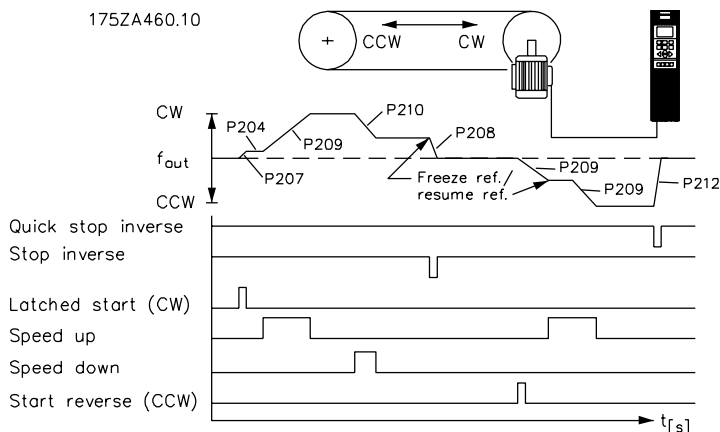 175ZA460.10
CCW CW
CW
P204
P209
P210
P208
fout
P207
Freeze ref./
resume ref.
P209
P209
P212
CCW
Quick stop inverse
Stop inverse
Latched start (CW)
Speed up
Speed down
Start reverse (CCW)
t[s]